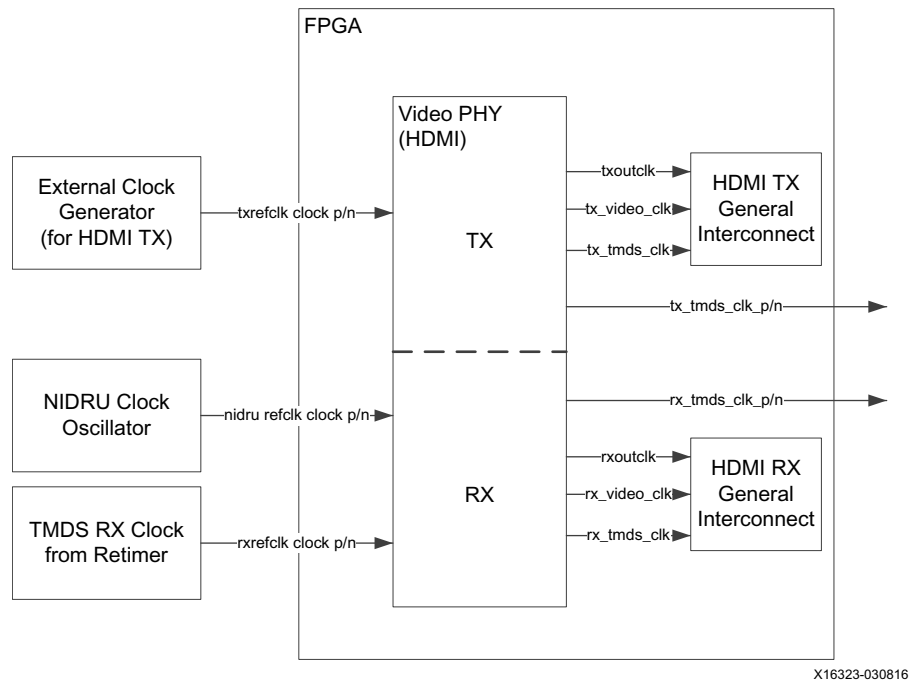 FPGA
Video PHY
(HDMI)
External Clock
Generator
(for HDMI TX)
txrefclk clock p/n
TX
txoutclk
tx_video_clk
tx_tmds_clk
HDMI TX
General
Interconnect
tx_tmds_clk_p/n
NIDRU Clock
Oscillator
nidru refclk clock p/n
rx_tmds_clk_p/n
TMDS RX Clock
from Retimer
rxrefclk clock p/n
RX
rxoutclk
rx_video_clk
rx_tmds_clk
HDMI RX
General
Interconnect
X16323-030816